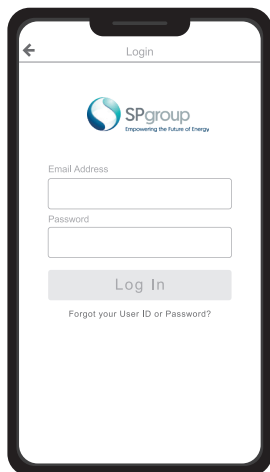 Login
SPgroup
Empowering the Future of Energy
Email Address
Password
Log In
Forgot your User ID or Password?